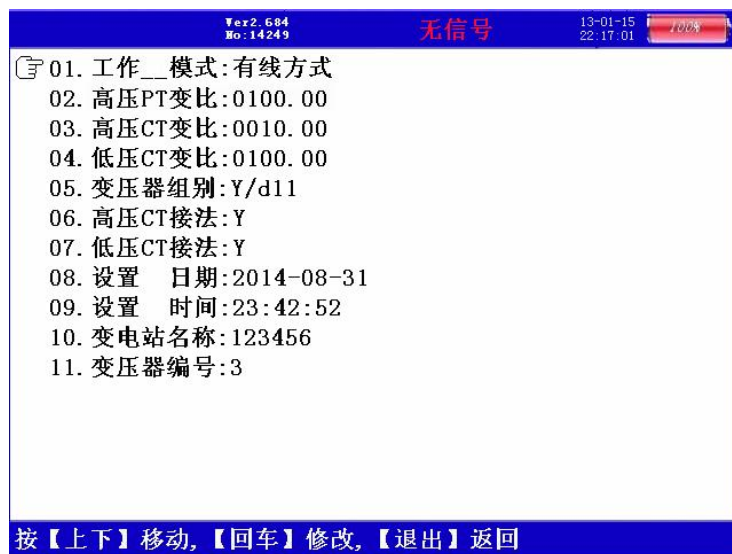 Ver2.684
No:14249
无信号
13-01-15
22:17:01
100%
01. 工作__模式:有线方式
02. 高压PT变比:0100.00
03. 高压CT变比:0010.00
04. 低压CT变比:0100.00
05. 变压器组别:Y/d11
06. 高压CT接法:Y
07. 低压CT接法:Y
08. 设置 日期:2014-08-31
09. 设置 时间:23:42:52
10. 变电站名称:123456
11. 变压器编号:3
按【上下】移动,【回车】修改,【退出】返回